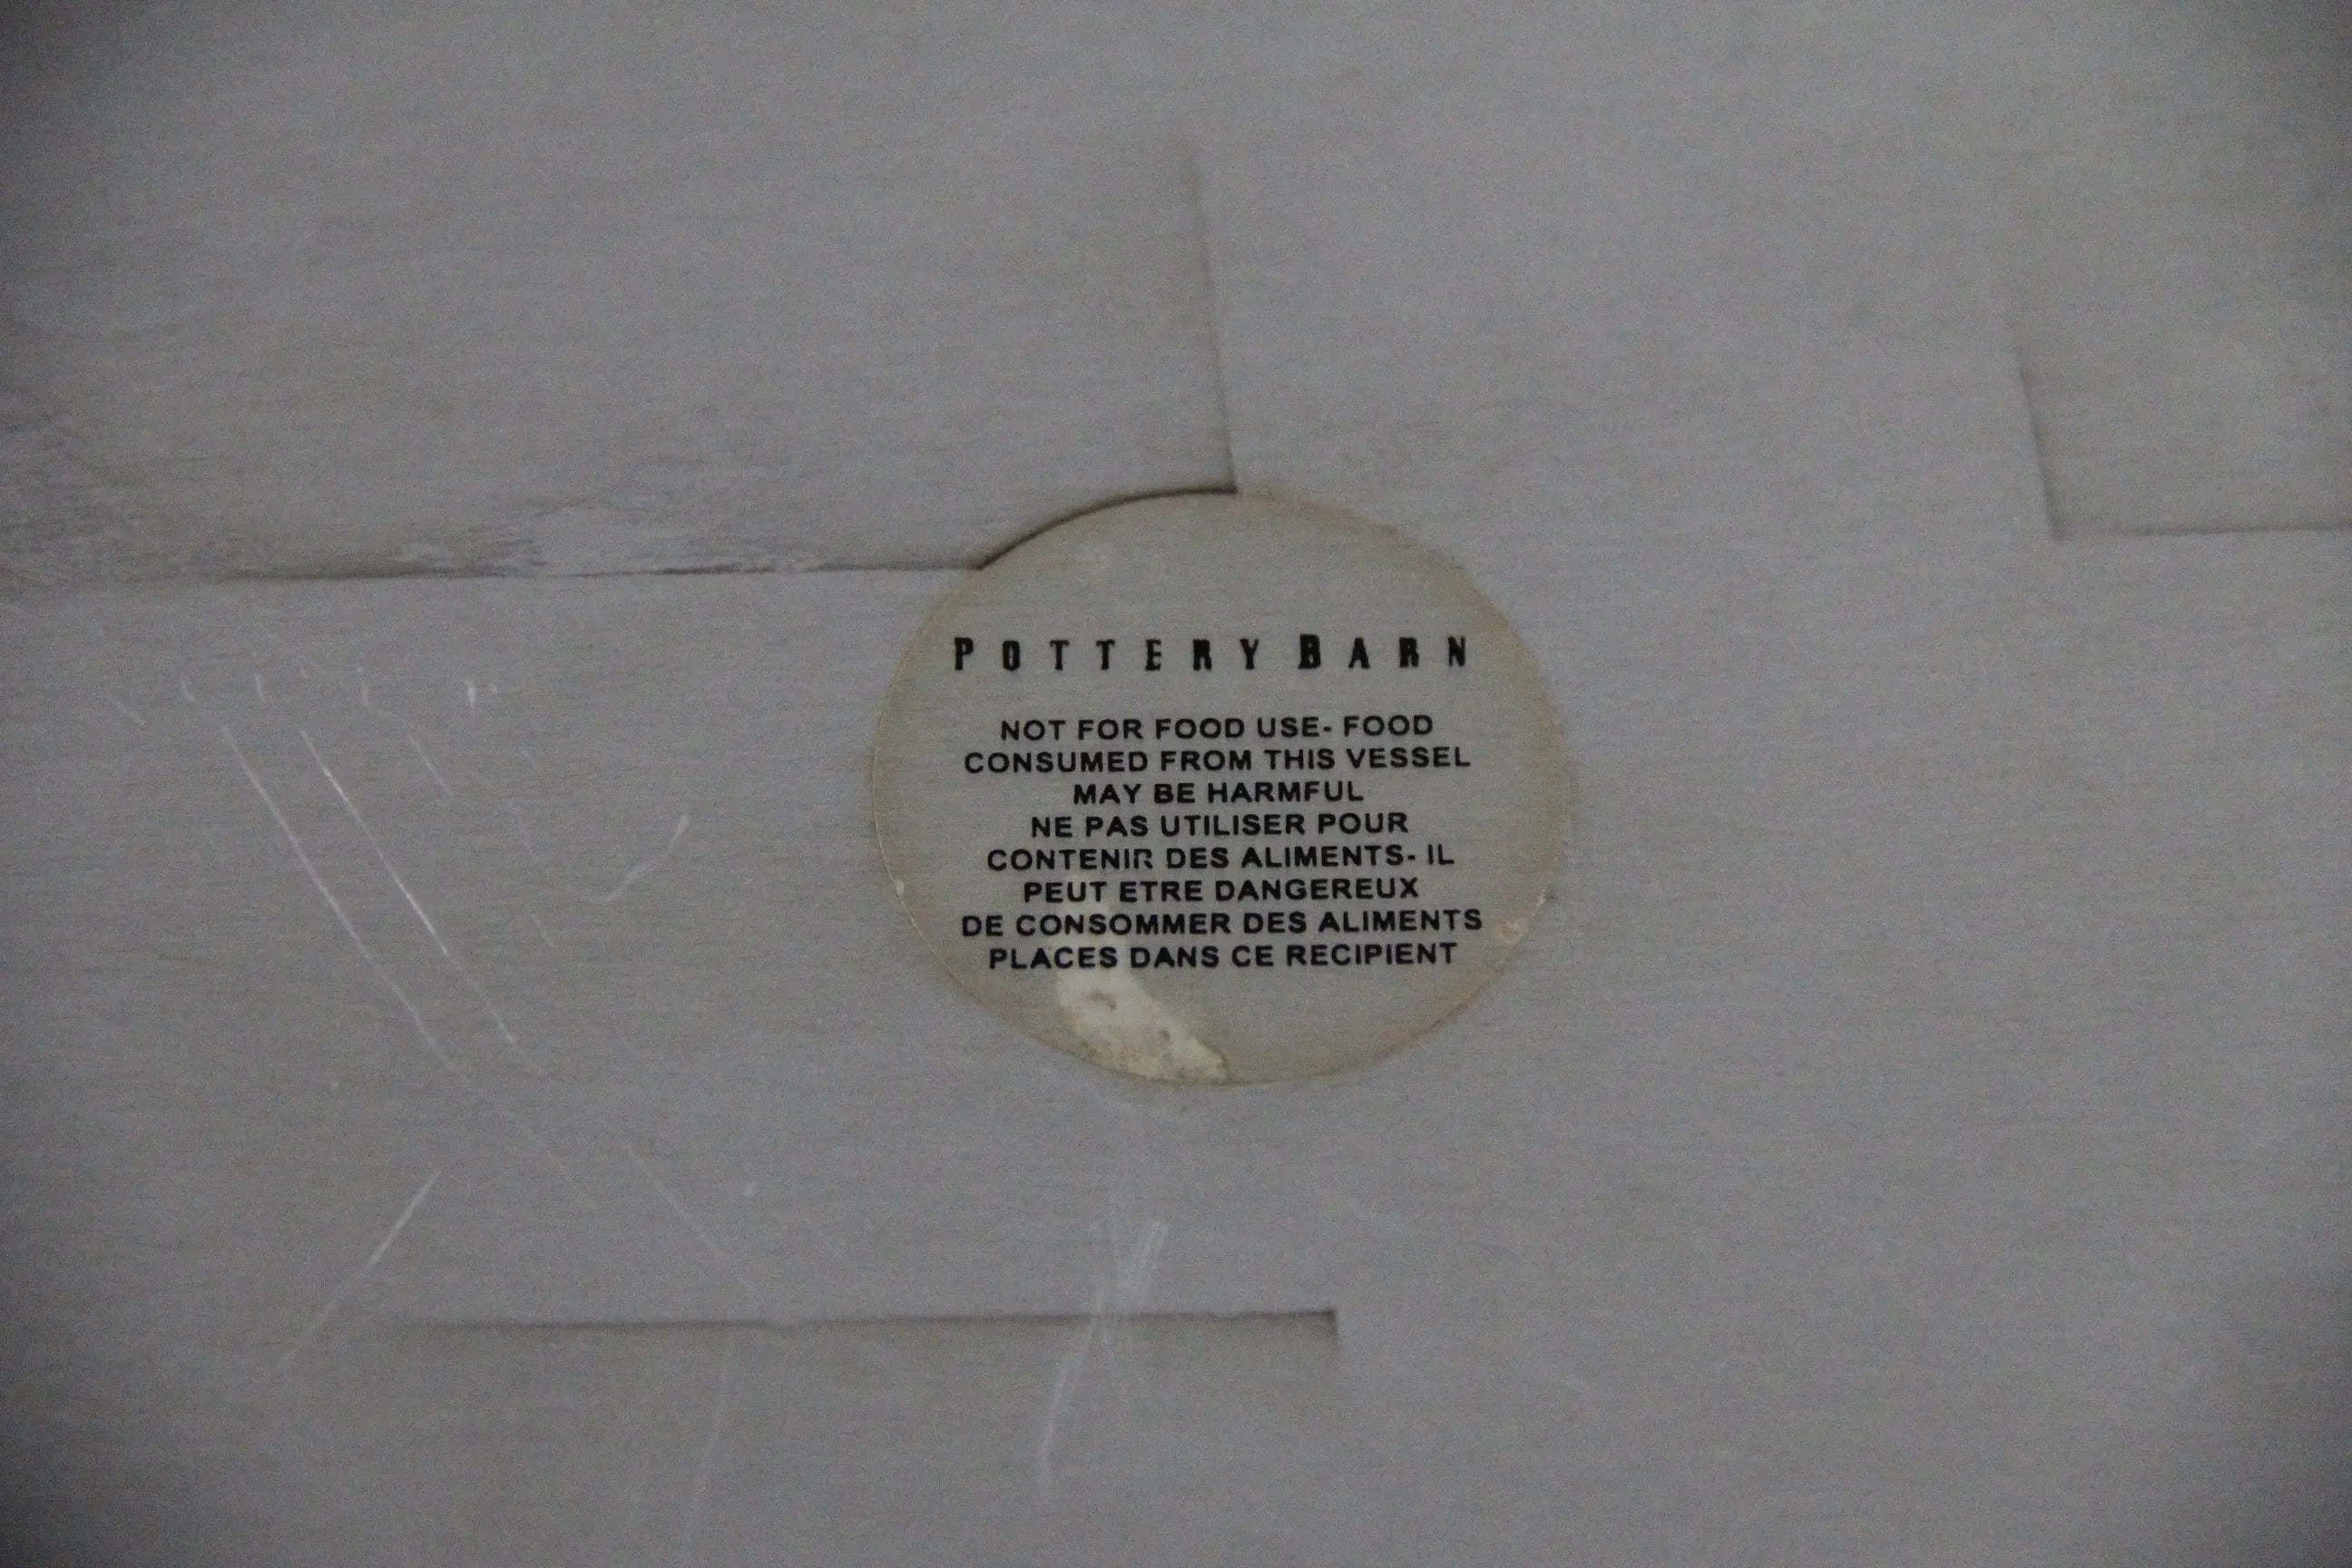 POTTERY BARN
NOT FOR FOOD USE- FOOD
CONSUMED FROM THIS VESSEL
MAY BE HARMFUL
NE PAS UTILISER POUR
CONTENIR DES ALIMENTS- IL
PEUT ETRE DANGEREUX
DE CONSOMMER DES ALIMENTS
PLACES DANS CE RECIPIENT